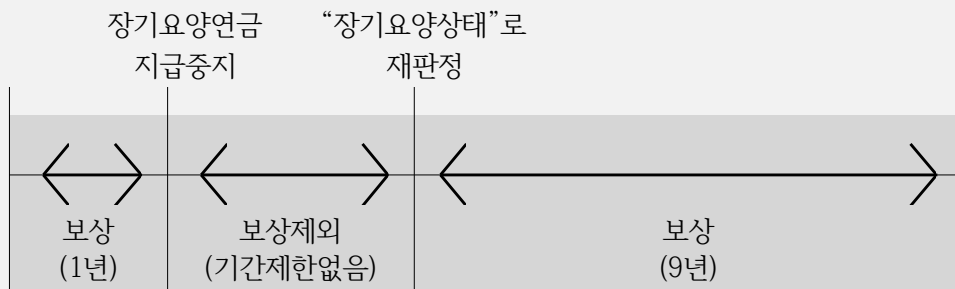 장기요양연금
지급중지
“장기요양상태”로
재판정
보상
(1년)
보상제외
(기간제한없음)
보상
(9년)